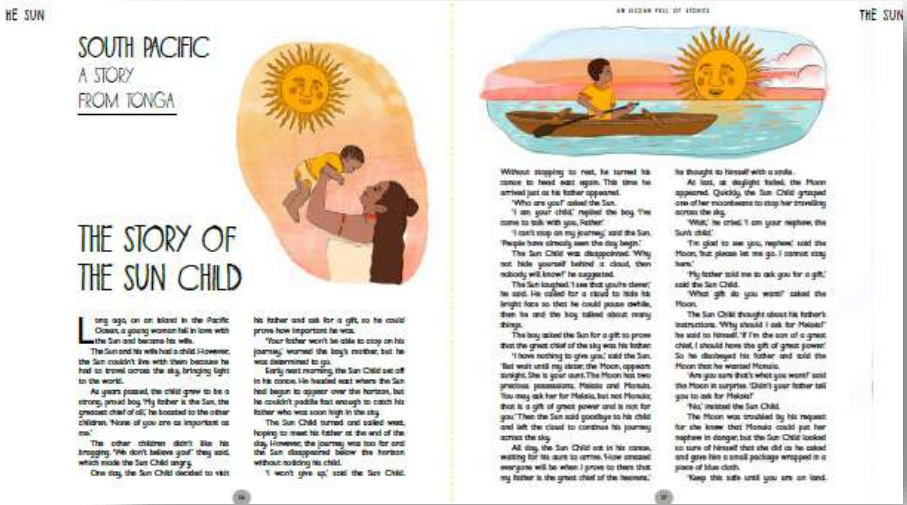 HE SUN
SOUTH PACIFIC
A STORY
FROM TONGA
THE STORY OF
THE SUN CHILD
Long ago, on an island in the Pacific
Ocean, a young woman fell in love with
the Sun and became his wife.
The Sun and his wife had a child. However,
the Sun couldn't live with them because he
had to travel across the sky, bringing light
to the world.
As years passed, the child grew to be a
strong, proud boy. 'My father is the Sun, the
greatest chief of all,' he boasted to the other
children. 'None of you are as important as
me.'
The other children didn't like his
bragging. 'We don't believe you!' they said,
which made the Sun Child angry.
One day, the Sun Child decided to visit
his father and ask for a gift, so he could
prove how important he was.
'Your father won't be able to stop on his
journey,' warned the boy's mother, but he
was determined to go.
Early next morning, the Sun Child set off
in his canoe. He headed east where the Sun
had begun to appear over the horizon, but
he couldn't paddle fast enough to catch his
father who was soon high in the sky.
The Sun Child turned and sailed west,
hoping to meet his father at the end of the
day. However, the journey was too far and
the Sun disappeared below the horizon
without noticing his child.
'I won't give up,' said the Sun Child.
AN OCEAN FULL OF STORIES
THE SUN
Without stopping to rest, he turned his
canoe to head east again. This time he
arrived just as his father appeared.
'Who are you?' asked the Sun.
'I am your child,' replied the boy. 'I've
come to talk with you, Father.'
'I can't stop on my journey,' said the Sun.
'People have already seen the day begin.'
The Sun Child was disappointed. 'Why
not hide yourself behind a cloud, then
nobody will know?' he suggested.
The Sun laughed. 'I see that you're clever,'
he said. He called for a cloud to hide his
bright face so that he could pause awhile,
then he and the boy talked about many
things.
The boy asked the Sun for a gift to prove
that the great chief of the sky was his father.
'I have nothing to give you,' said the Sun.
'But wait until my sister, the Moon, appears
tonight. She is your aunt. The Moon has two
precious possessions, Melaia and Monuia.
You may ask her for Melaia, but not Monuia;
that is a gift of great power and is not for
you.' Then the Sun said goodbye to his child
and left the cloud to continue his journey
across the sky.
All day, the Sun Child sat in his canoe,
waiting for his aunt to arrive. 'How amazed
everyone will be when I prove to them that
my father is the great chief of the heavens,'
he thought to himself with a smile.
At last, as daylight faded, the Moon
appeared. Quickly, the Sun Child grasped
one of her moonbeams to stop her travelling
across the sky.
'Wait,' he cried. 'I am your nephew, the
Sun's child.'
'I'm glad to see you, nephew,' said the
Moon, 'but please let me go. I cannot stay
here.'
'My father told me to ask you for a gift,'
said the Sun Child.
'What gift do you want?' asked the
Moon.
The Sun Child thought about his father's
instructions. 'Why should I ask for Melaia?'
he said to himself. 'If I'm the son of a great
chief, I should have the gift of great power.'
So he disobeyed his father and told the
Moon that he wanted Monuia.
'Are you sure that's what you want?' said
the Moon in surprise. 'Didn't your father tell
you to ask for Melaia?'
'No,' insisted the Sun Child.
The Moon was troubled by his request
for she knew that Monuia could put her
nephew in danger, but the Sun Child looked
so sure of himself that she did as he asked
and gave him a small package wrapped in a
piece of blue cloth.
'Keep this safe until you are on land.